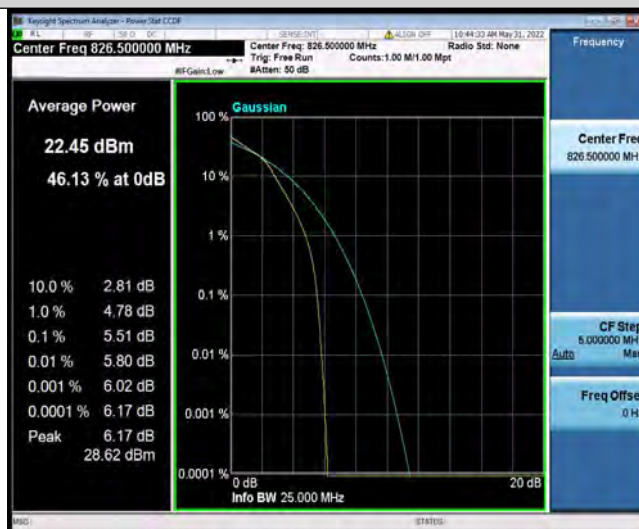 Keysight Spectrum Analyzer - Power Stat CCDF
RL RF 50 Ω DC SENSE:INT ALIGN OFF 10:44:33 AM May 31, 2022
Center Freq 826.500000 MHz
Center Freq: 826.500000 MHz Radio Std: None
Trig: Free Run Counts:1.00 M/1.00 Mpt
#IFGain:Low #Atten: 50 dB
Frequency
Average Power
22.45 dBm
46.13 % at 0dB
10.0 % 2.81 dB
1.0 % 4.78 dB
0.1 % 5.51 dB
0.01 % 5.80 dB
0.001 % 6.02 dB
0.0001 % 6.17 dB
Peak 6.17 dB
28.62 dBm
Gaussian
100 %
10 %
1 %
0.1 %
0.01 %
0.001 %
0.0001 %
0 dB 20 dB
Info BW 25.000 MHz
Center Freq
826.500000 MH
CF Step
5.000000 MH
Auto Man
Freq Offse
0 H
MSG STATUS